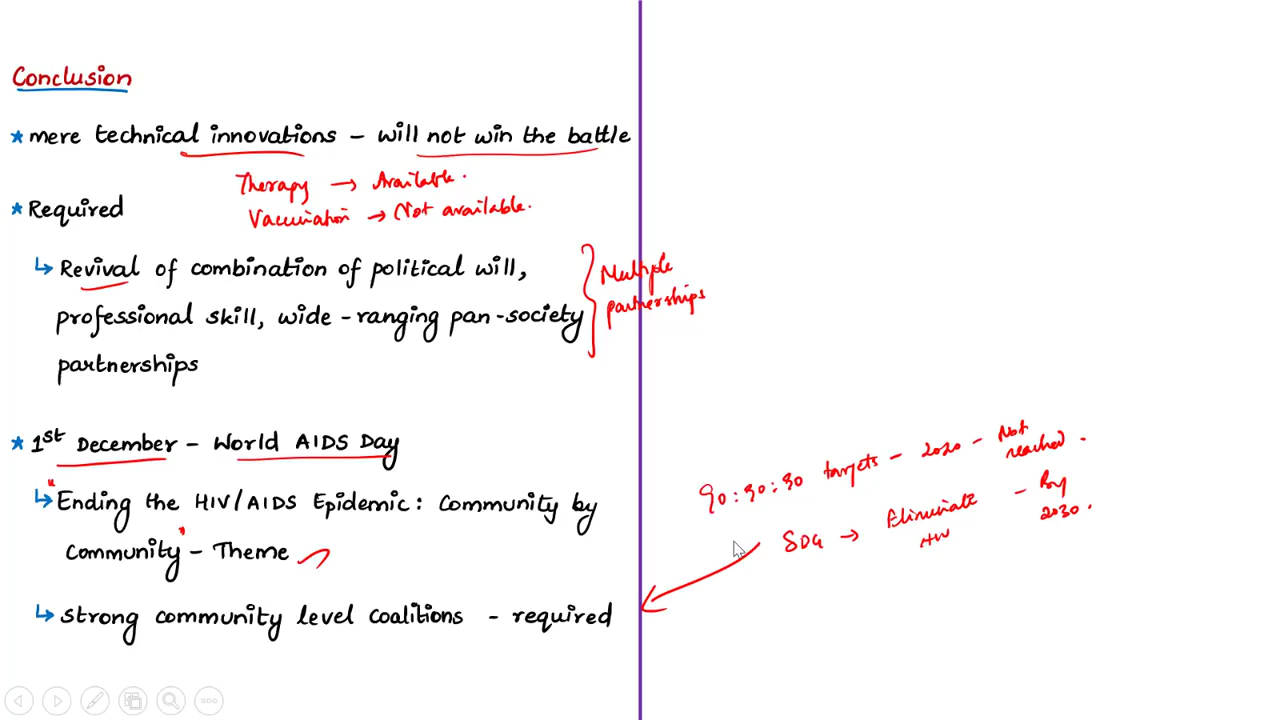 Conclusion
* mere technical innovations - will not win the battle
Therapy → Available.
Vaccination → Not available.
* Required
↳ Revival of combination of political will,
professional skill, wide-ranging pan-society
partnerships
Multiple
partnerships
* 1st December - World AIDS Day
↳ "Ending the HIV/AIDS Epidemic: Community by
Community" - Theme
↳ strong community level coalitions - required
90:90:90 targets - 2020 - Not
reached.
SDG → Eliminate - By
HIV 2030.